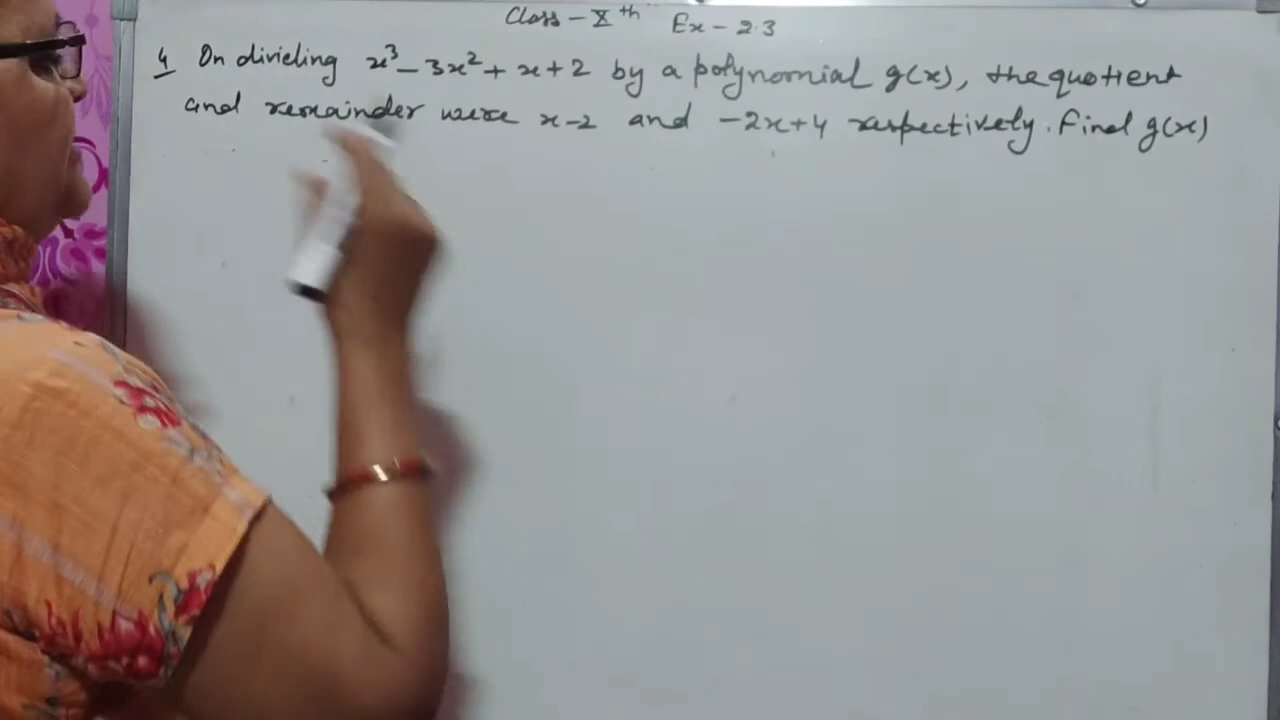 Class - Xth Ex - 2.3
4 On dividing x³ - 3x² + x + 2 by a polynomial g(x), the quotient
and remainder were x-2 and -2x+4 respectively. Find g(x)